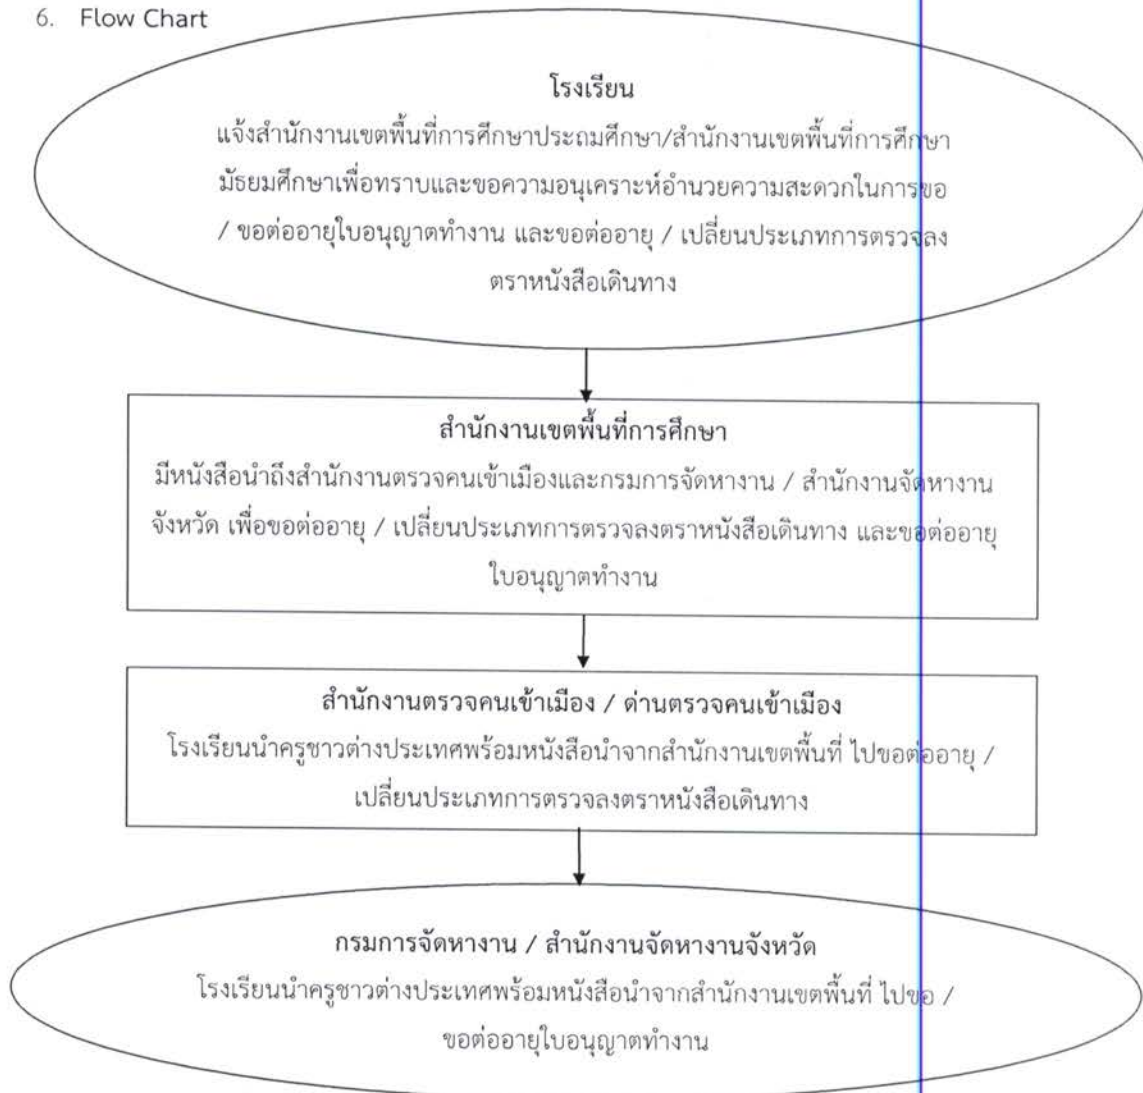 6. Flow Chart
โรงเรียน
แจ้งสำนักงานเขตพื้นที่การศึกษาประถมศึกษา/สำนักงานเขตพื้นที่การศึกษา
มัธยมศึกษาเพื่อทราบและขอความอนุเคราะห์อำนวยความสะดวกในการขอ
/ ขอต่ออายุใบอนุญาตทำงาน และขอต่ออายุ / เปลี่ยนประเภทการตรวจลง
ตราหนังสือเดินทาง
สำนักงานเขตพื้นที่การศึกษา
มีหนังสือนำถึงสำนักงานตรวจคนเข้าเมืองและกรมการจัดหางาน / สำนักงานจัดหางาน
จังหวัด เพื่อขอต่ออายุ / เปลี่ยนประเภทการตรวจลงตราหนังสือเดินทาง และขอต่ออายุ
ใบอนุญาตทำงาน
สำนักงานตรวจคนเข้าเมือง / ด่านตรวจคนเข้าเมือง
โรงเรียนนำครูชาวต่างประเทศพร้อมหนังสือนำจากสำนักงานเขตพื้นที่ ไปขอต่ออายุ /
เปลี่ยนประเภทการตรวจลงตราหนังสือเดินทาง
กรมการจัดหางาน / สำนักงานจัดหางานจังหวัด
โรงเรียนนำครูชาวต่างประเทศพร้อมหนังสือนำจากสำนักงานเขตพื้นที่ ไปขอ /
ขอต่ออายุใบอนุญาตทำงาน